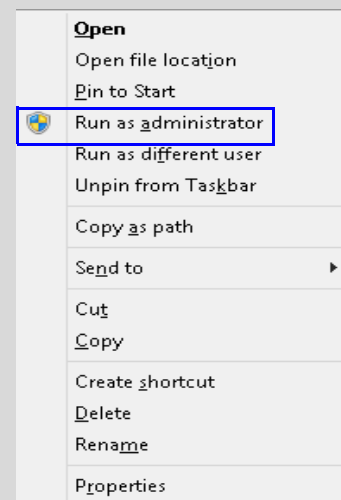 Open
Open file location
Pin to Start
Run as administrator
Run as different user
Unpin from Taskbar
Copy as path
Send to
Cut
Copy
Create shortcut
Delete
Rename
Properties